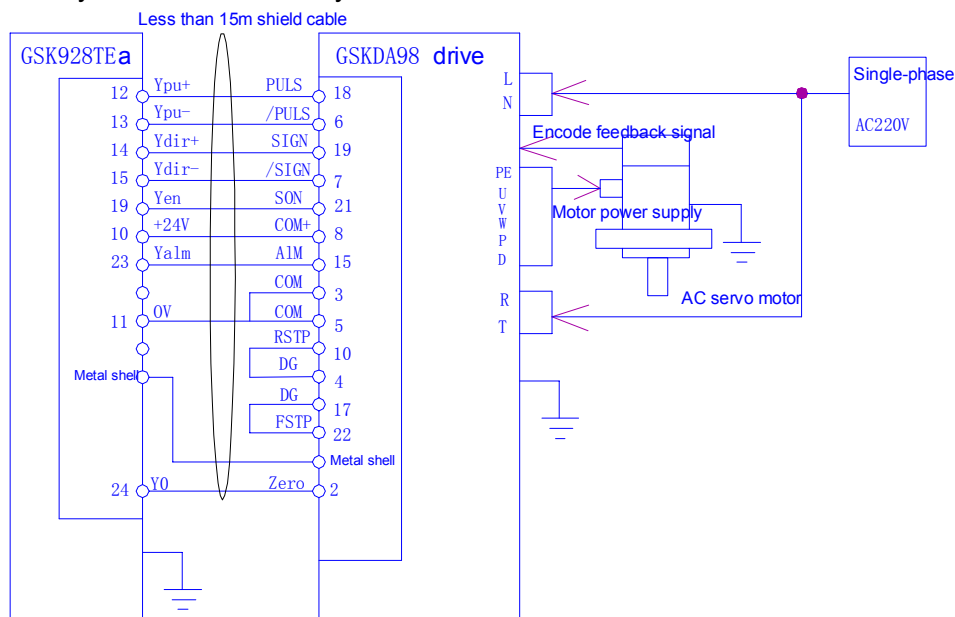 Less than 15m shield cable
GSK928TEa
GSKDA98 drive
12 Ypu+ PULS 18
13 Ypu- /PULS 6
14 Ydir+ SIGN 19
15 Ydir- /SIGN 7
19 Yen SON 21
10 +24V COM+ 8
23 Yalm AlM 15
COM 3
11 0V COM 5
RSTP 10
DG 4
DG 17
FSTP 22
Metal shell
Metal shell
24 Y0 Zero 2
L
N
Single-phase
AC220V
Encode feedback signal
PE
U
V
W
P
D
Motor power supply
R
T
AC servo motor